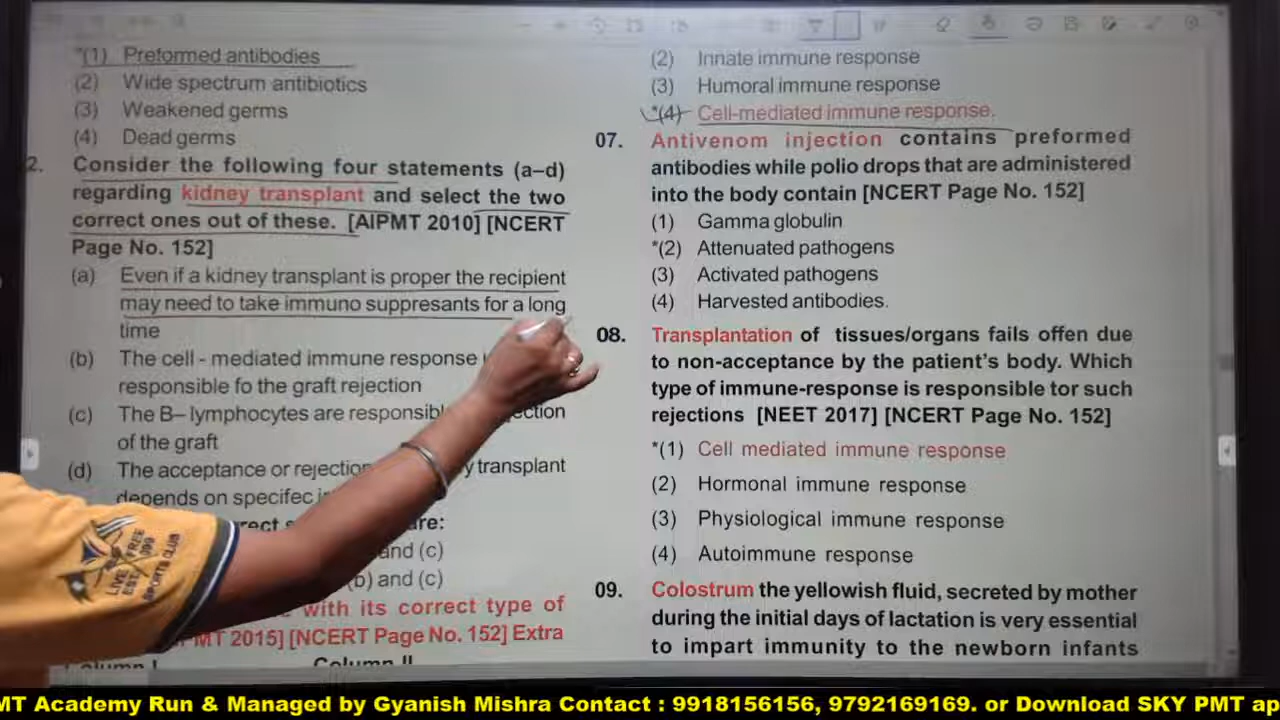 *(1) Preformed antibodies
(2) Wide spectrum antibiotics
(3) Weakened germs
(4) Dead germs
2. Consider the following four statements (a–d)
regarding kidney transplant and select the two
correct ones out of these. [AIPMT 2010] [NCERT
Page No. 152]
(a) Even if a kidney transplant is proper the recipient
may need to take immuno suppresants for a long
time
(b) The cell - mediated immune response
responsible fo the graft rejection
(c) The B– lymphocytes are
of the graft
(d) The acceptance or transplant
depends on specifec
are:
and (c)
(b) and (c)
with its correct type of
2015] [NCERT Page No. 152] Extra
Column I Column II
(2) Innate immune response
(3) Humoral immune response
*(4) Cell-mediated immune response.
07. Antivenom injection contains preformed
antibodies while polio drops that are administered
into the body contain [NCERT Page No. 152]
(1) Gamma globulin
*(2) Attenuated pathogens
(3) Activated pathogens
(4) Harvested antibodies.
08. Transplantation of tissues/organs fails offen due
to non-acceptance by the patient's body. Which
type of immune-response is responsible tor such
rejections [NEET 2017] [NCERT Page No. 152]
*(1) Cell mediated immune response
(2) Hormonal immune response
(3) Physiological immune response
(4) Autoimmune response
09. Colostrum the yellowish fluid, secreted by mother
during the initial days of lactation is very essential
to impart immunity to the newborn infants
LIVE FREE
EST. 199
SPORTS CLUB
MT Academy Run & Managed by Gyanish Mishra Contact : 9918156156, 9792169169. or Download SKY PMT ap